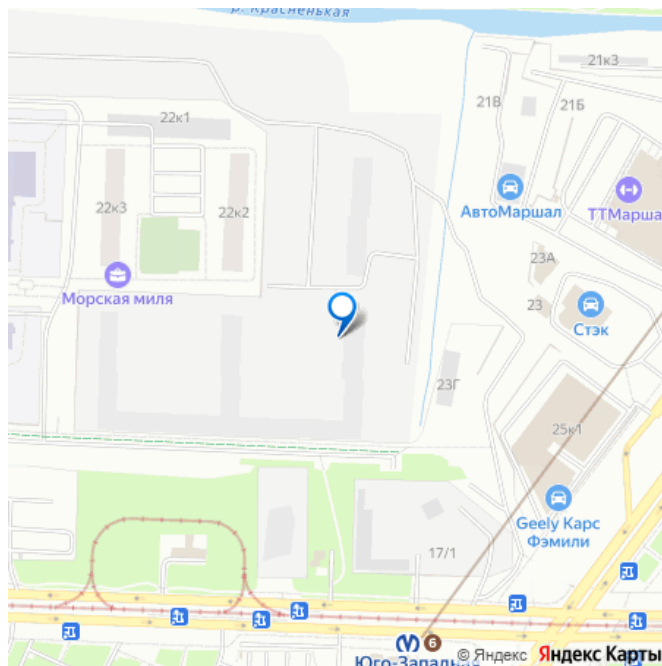 р. Красненькая
21к3
22к1
21В
21Б
22к3
22к2
АвтоМаршал
ТТМарша
23А
Морская миля
23
Стэк
23Г
25к1
Geely Карс
Фэмили
17/1
6
Юго-Западная
© Яндекс Яндекс Карты